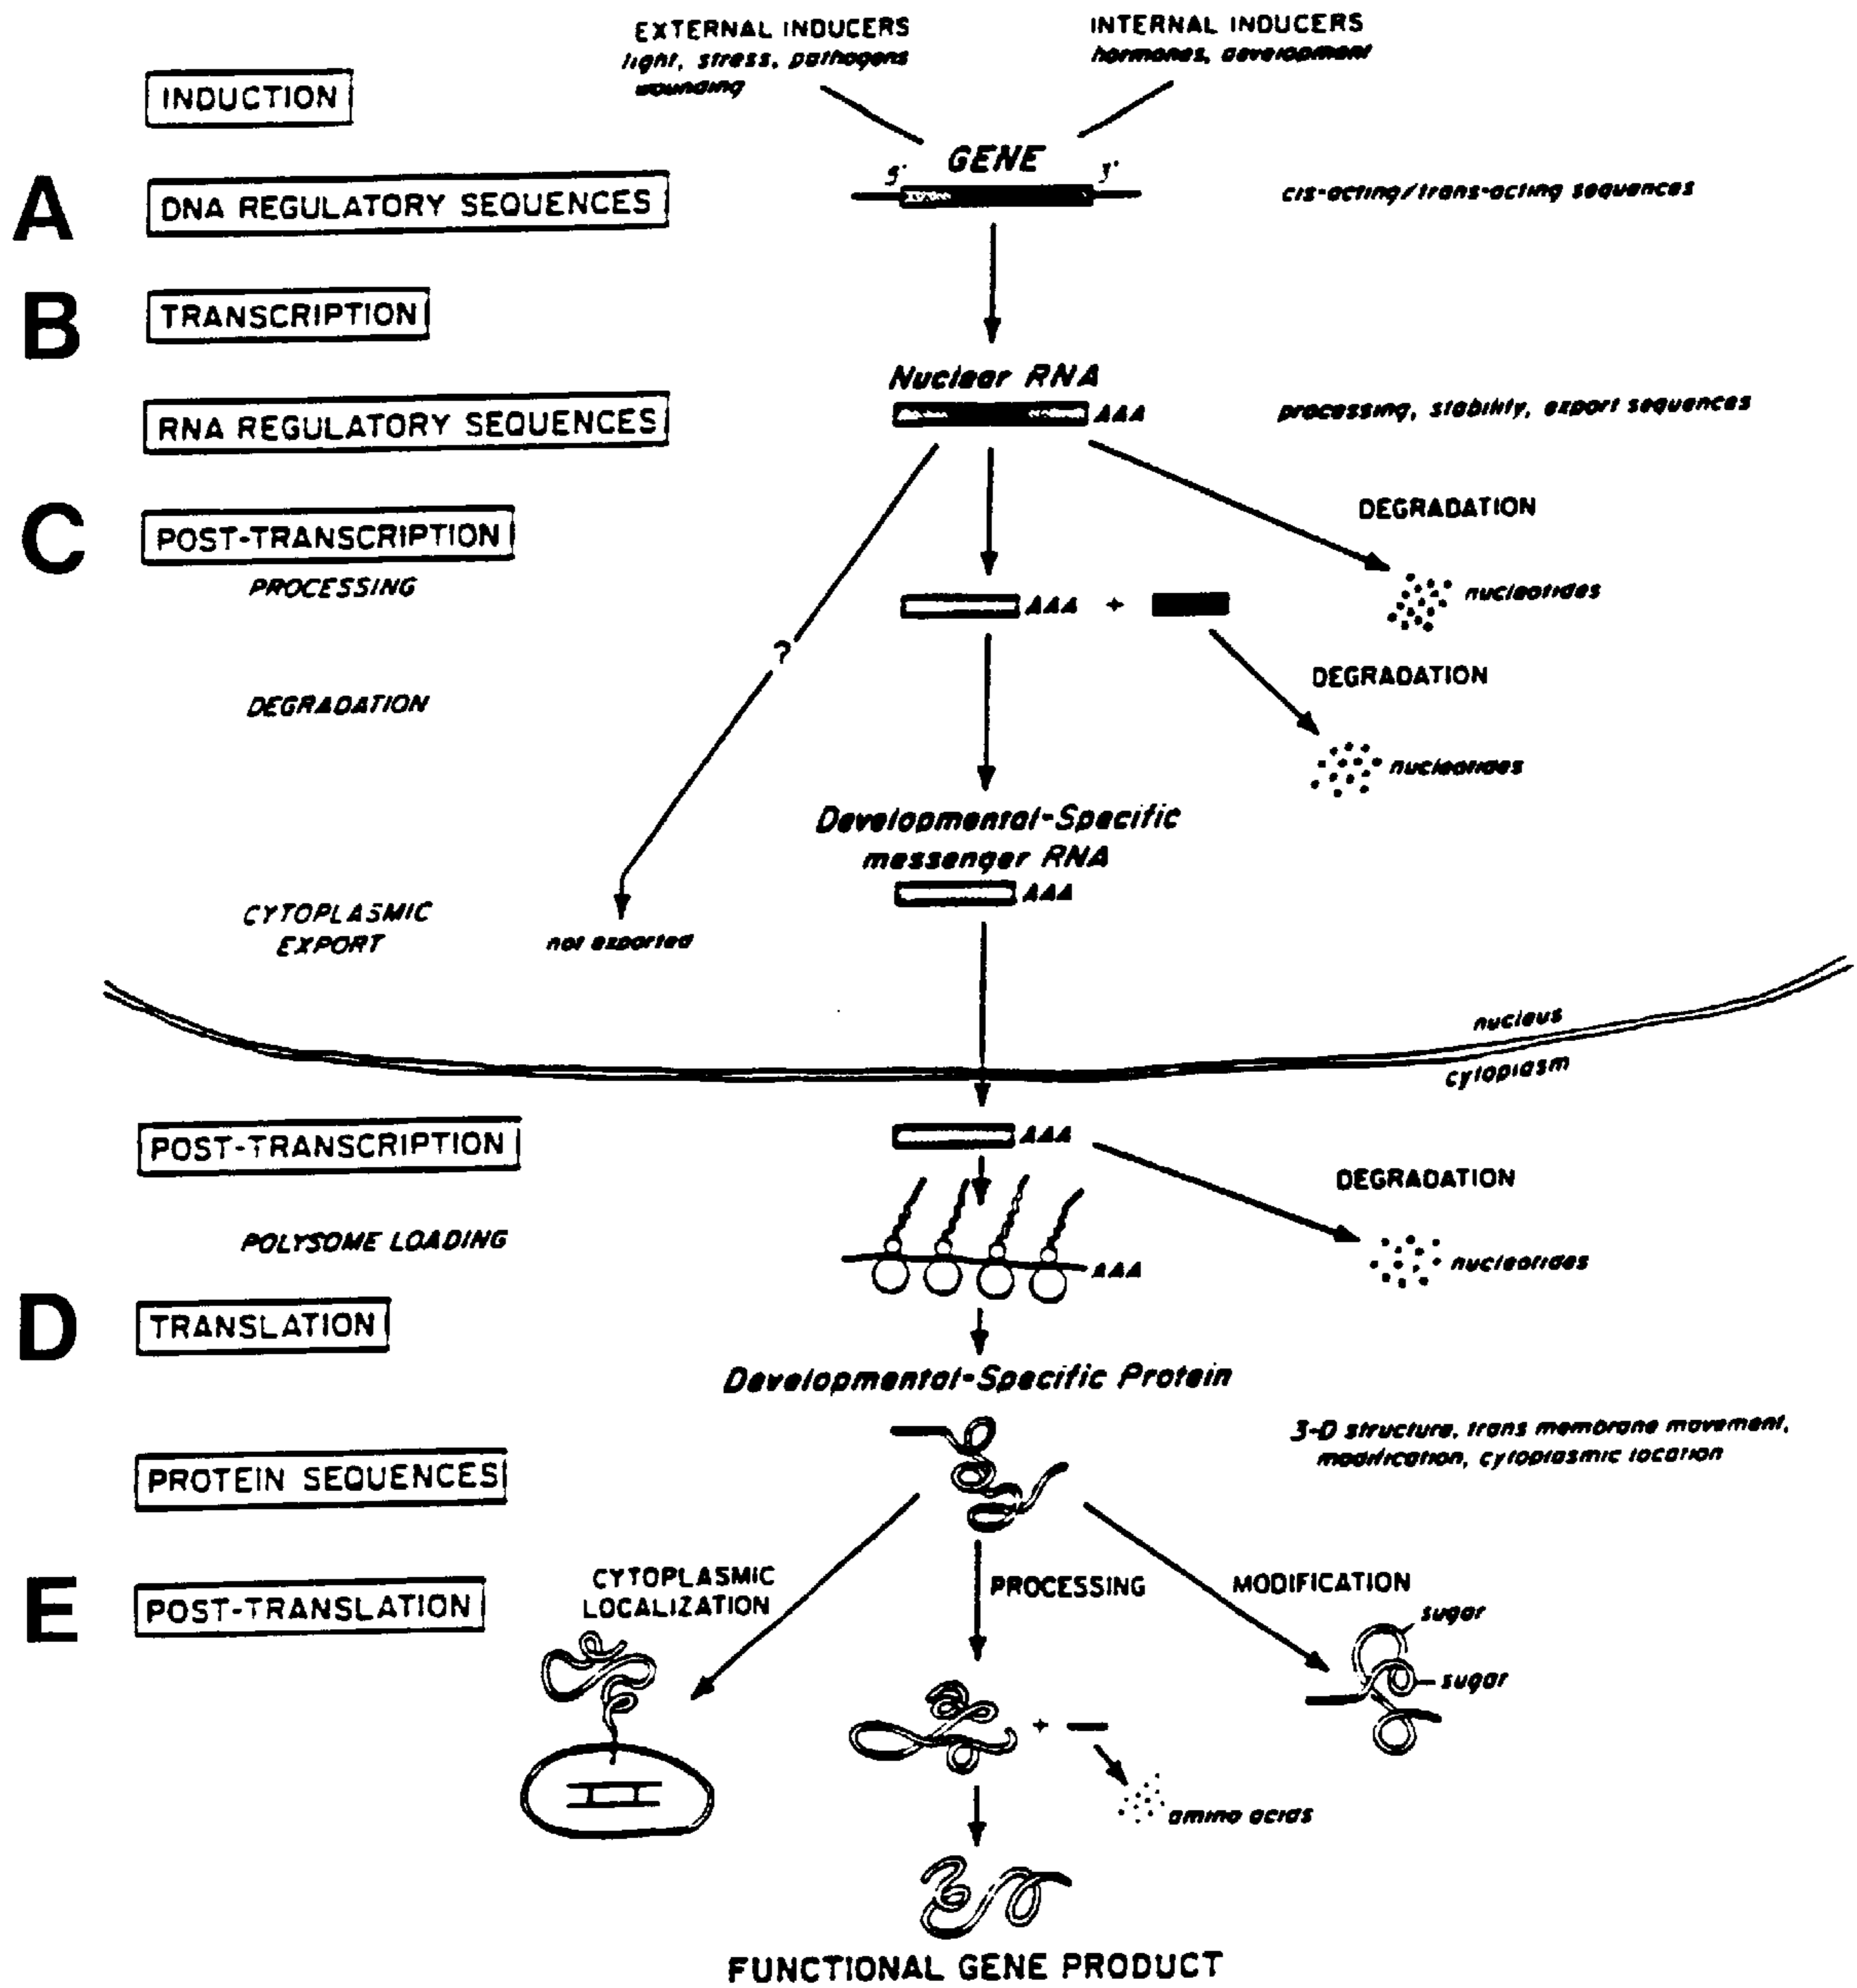 EXTERNAL INDUCERS
light, stress, pathogens
wounding
INTERNAL INDUCERS
hormones, development
INDUCTION
GENE
5' 3'
A
DNA REGULATORY SEQUENCES
cis-acting/trans-acting sequences
B
TRANSCRIPTION
Nuclear RNA
AAA
RNA REGULATORY SEQUENCES
processing, stability, export sequences
C
POST-TRANSCRIPTION
DEGRADATION
PROCESSING
nucleotides
AAA +
?
DEGRADATION
DEGRADATION
nucleotides
Developmental-Specific
messenger RNA
AAA
CYTOPLASMIC
EXPORT
not exported
nucleus
cytoplasm
POST-TRANSCRIPTION
AAA
DEGRADATION
POLYSOME LOADING
nucleotides
AAA
D
TRANSLATION
Developmental-Specific Protein
3-D structure, trans membrane movement,
modification, cytoplasmic location
PROTEIN SEQUENCES
E
POST-TRANSLATION
CYTOPLASMIC
LOCALIZATION
PROCESSING
MODIFICATION
sugar
sugar
+
amino acids
FUNCTIONAL GENE PRODUCT